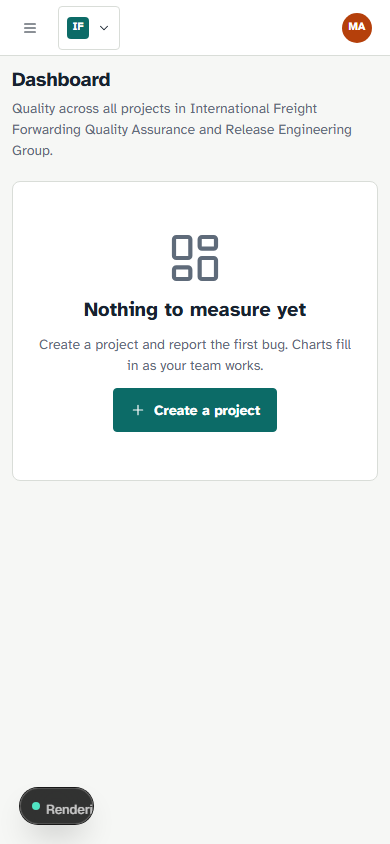 IF
MA
Dashboard
Quality across all projects in International Freight
Forwarding Quality Assurance and Release Engineering
Group.
Nothing to measure yet
Create a project and report the first bug. Charts fill
in as your team works.
Create a project
Renderi